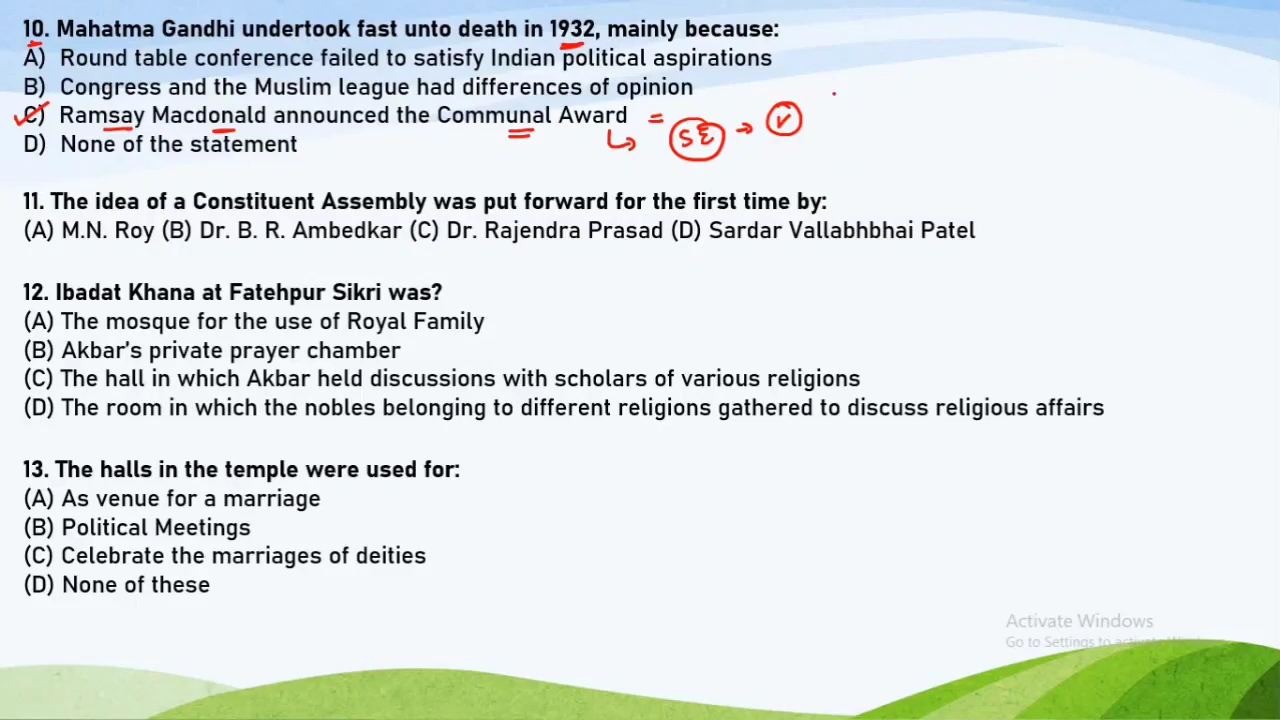 10. Mahatma Gandhi undertook fast unto death in 1932, mainly because:
A) Round table conference failed to satisfy Indian political aspirations
B) Congress and the Muslim league had differences of opinion
C) Ramsay Macdonald announced the Communal Award = SE → V
D) None of the statement
11. The idea of a Constituent Assembly was put forward for the first time by:
(A) M.N. Roy (B) Dr. B. R. Ambedkar (C) Dr. Rajendra Prasad (D) Sardar Vallabhbhai Patel
12. Ibadat Khana at Fatehpur Sikri was?
(A) The mosque for the use of Royal Family
(B) Akbar's private prayer chamber
(C) The hall in which Akbar held discussions with scholars of various religions
(D) The room in which the nobles belonging to different religions gathered to discuss religious affairs
13. The halls in the temple were used for:
(A) As venue for a marriage
(B) Political Meetings
(C) Celebrate the marriages of deities
(D) None of these
Activate Windows
Go to Settings to activate